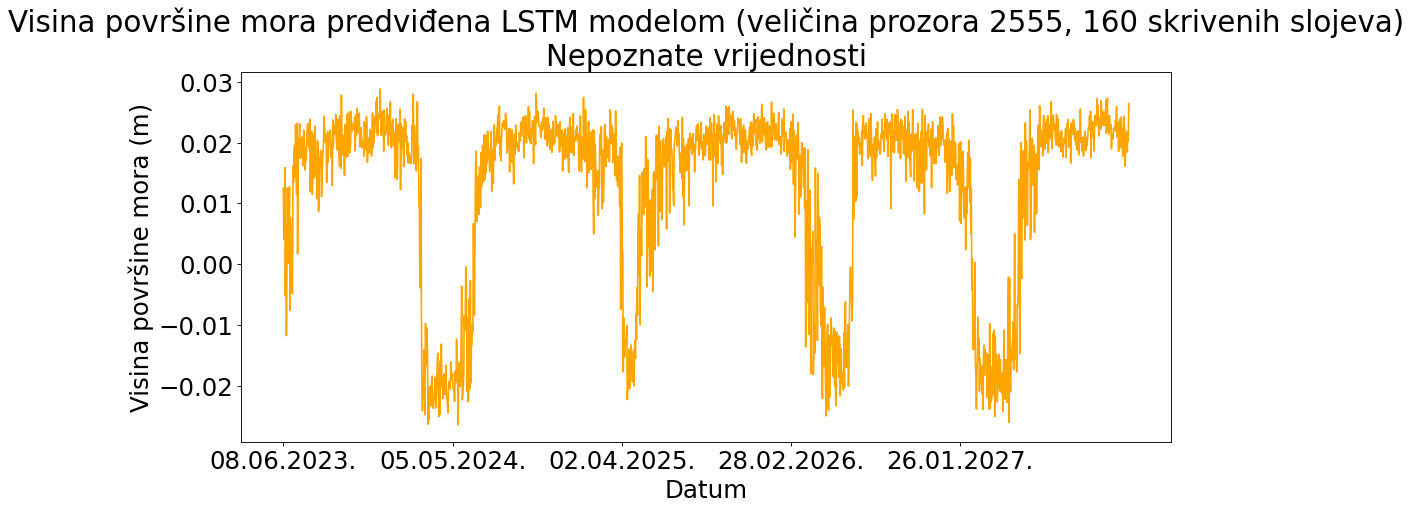 Visina površine mora predviđena LSTM modelom (veličina prozora 2555, 160 skrivenih slojeva)
Nepoznate vrijednosti
Visina površine mora (m)
0.03
0.02
0.01
0.00
−0.01
−0.02
08.06.2023.
05.05.2024.
02.04.2025.
28.02.2026.
26.01.2027.
Datum